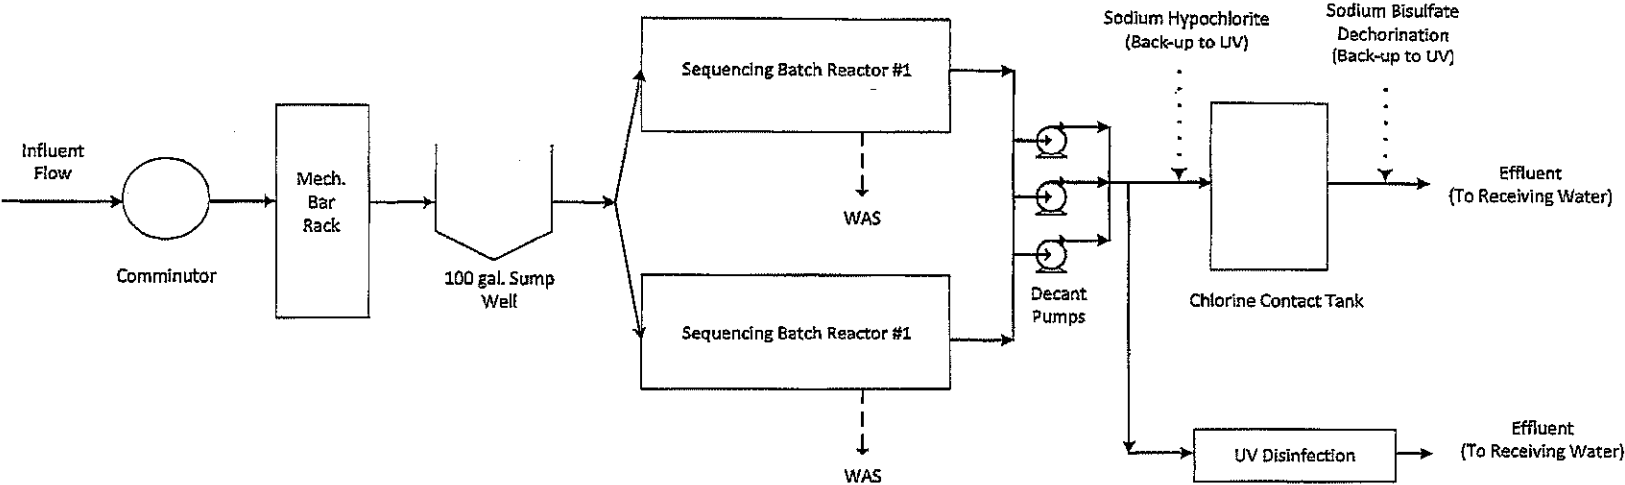 Influent
Flow
Comminutor
Mech.
Bar
Rack
100 gal. Sump
Well
Sequencing Batch Reactor #1
WAS
Sequencing Batch Reactor #1
WAS
Decant
Pumps
Sodium Hypochlorite
(Back-up to UV)
Chlorine Contact Tank
Sodium Bisulfate
Dechorination
(Back-up to UV)
Effluent
(To Receiving Water)
UV Disinfection
Effluent
(To Receiving Water)